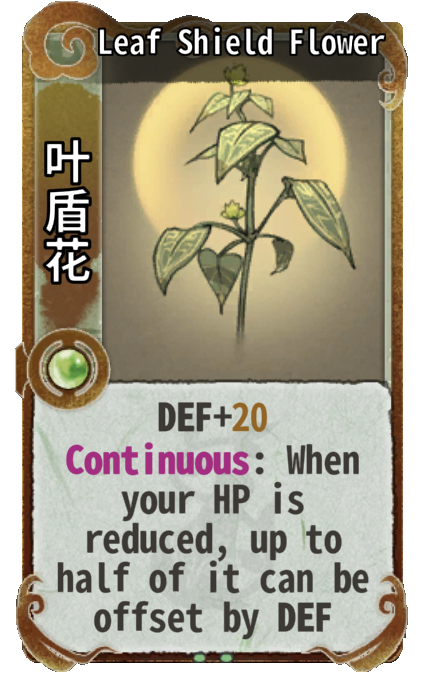 Leaf Shield Flower
叶盾花
DEF+20
Continuous: When
your HP is
reduced, up to
half of it can be
offset by DEF